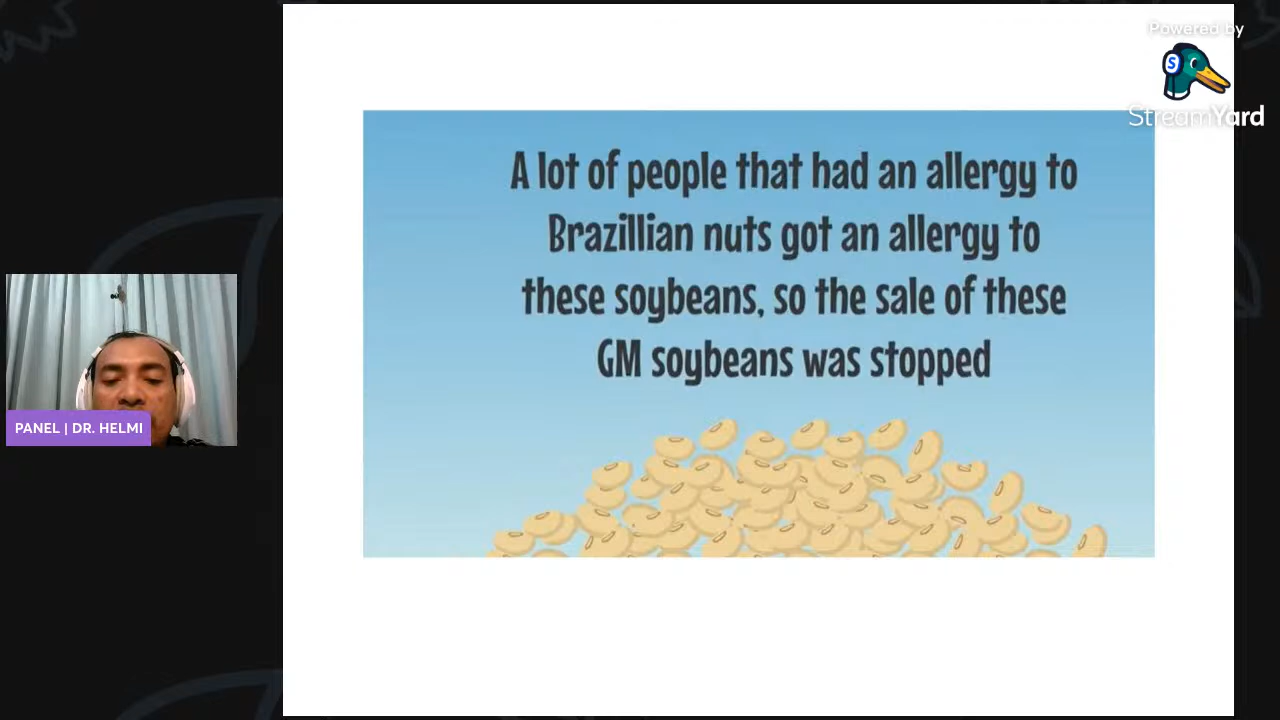 Powered by
StreamYard
A lot of people that had an allergy to
Brazillian nuts got an allergy to
these soybeans, so the sale of these
GM soybeans was stopped
PANEL | DR. HELMI